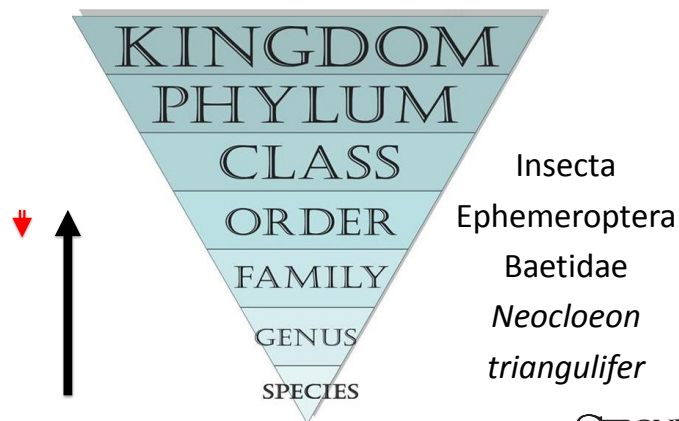 KINGDOM
PHYLUM
CLASS
Insecta
ORDER
Ephemeroptera
FAMILY
Baetidae
GENUS
Neocloeon
SPECIES
triangulifer